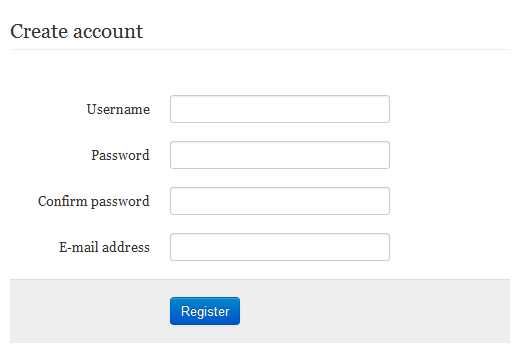 Create account
Username
Password
Confirm password
E-mail address
Register